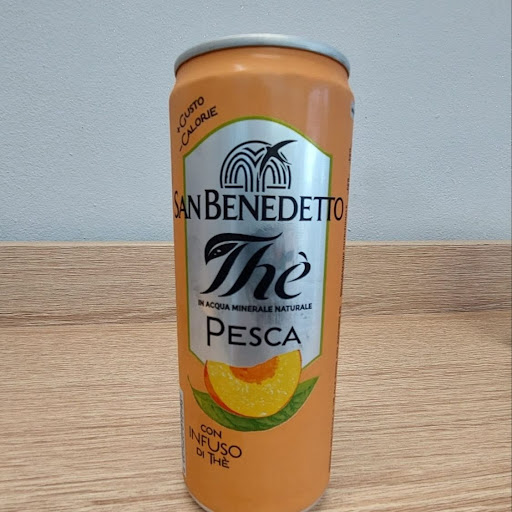 + GUSTO
- CALORIE
SAN BENEDETTO
Thè
IN ACQUA MINERALE NATURALE
PESCA
CON
INFUSO
DI THÈ